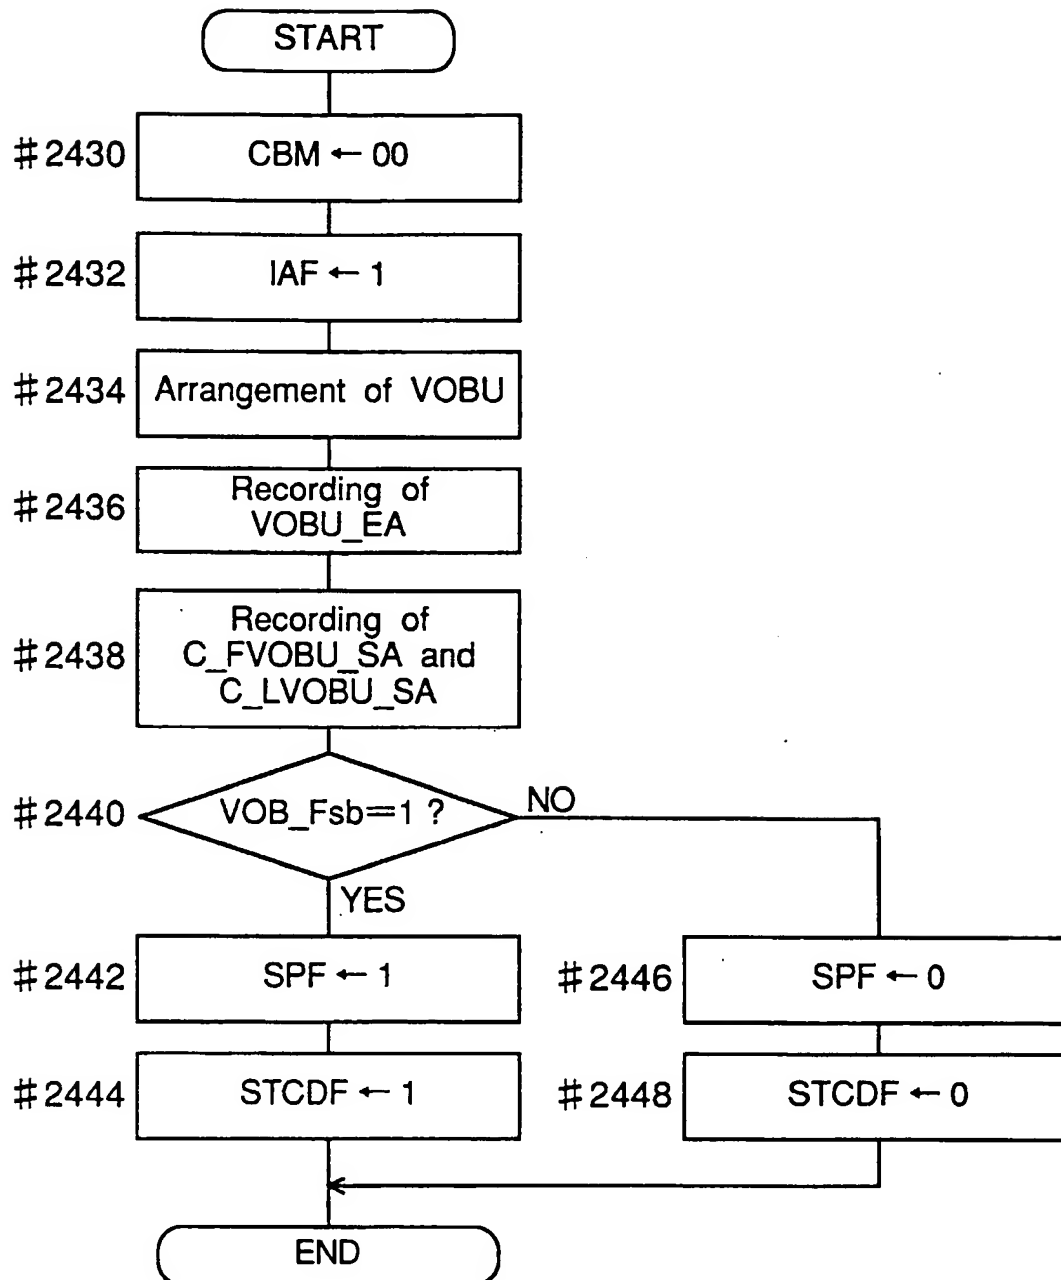 START
#2430
CBM ← 00
#2432
IAF ← 1
#2434
Arrangement of VOBU
#2436
Recording of
VOBU_EA
#2438
Recording of
C_FVOBU_SA and
C_LVOBU_SA
#2440
VOB_Fsb=1 ?
NO
YES
#2442
SPF ← 1
#2446
SPF ← 0
#2444
STCDF ← 1
#2448
STCDF ← 0
END